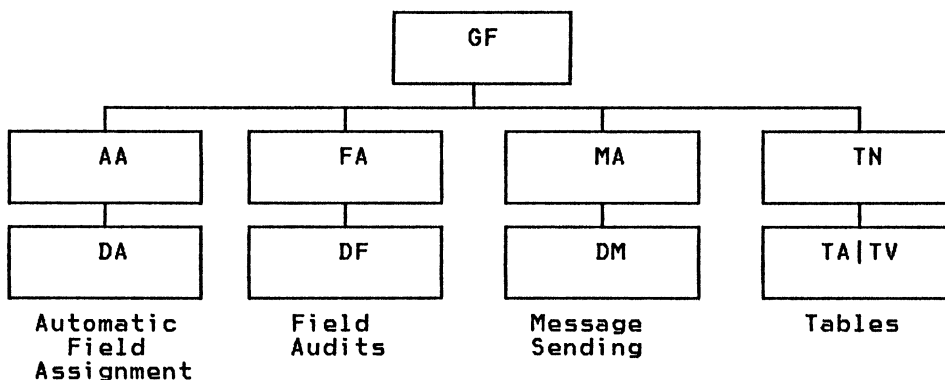 GF
AA
FA
MA
TN
DA
DF
DM
TA|TV
Automatic
Field
Assignment
Field
Audits
Message
Sending
Tables